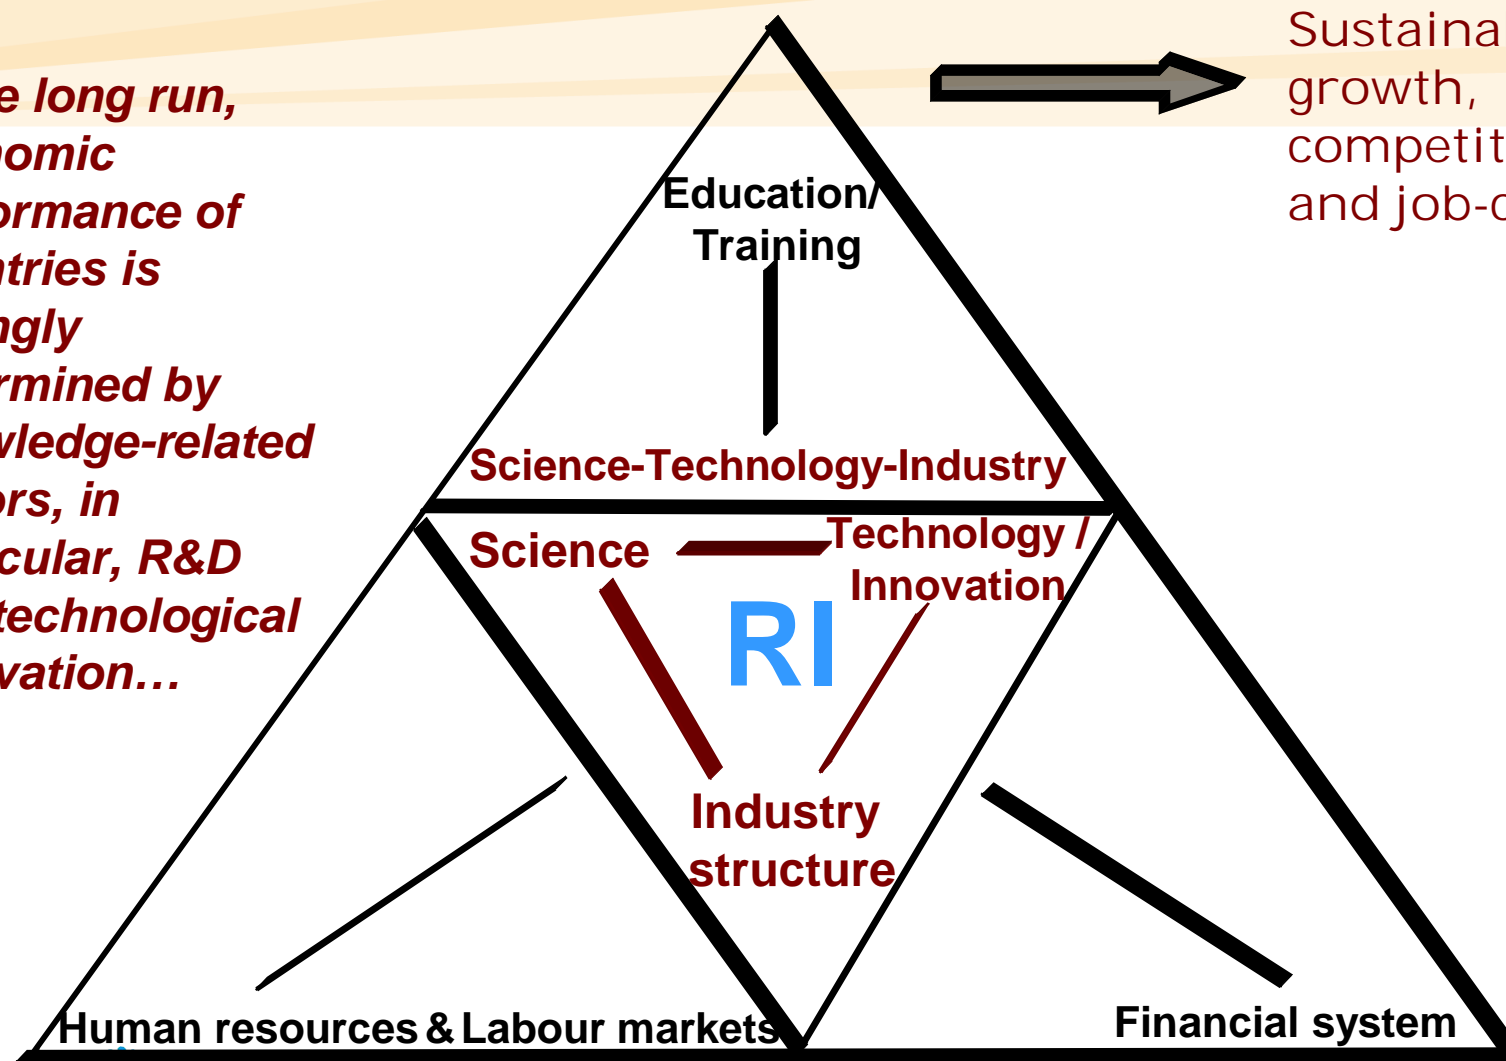 e long run,
nomic
ormance of
ntries is
ngly
rmined by
wledge-related
ors, in
cular, R&D
technological
vation…
Sustaina
growth,
competit
and job-c
Education/
Training
Science-Technology-Industry
Science
Technology /
Innovation
RI
Industry
structure
Human resources & Labour markets
Financial system